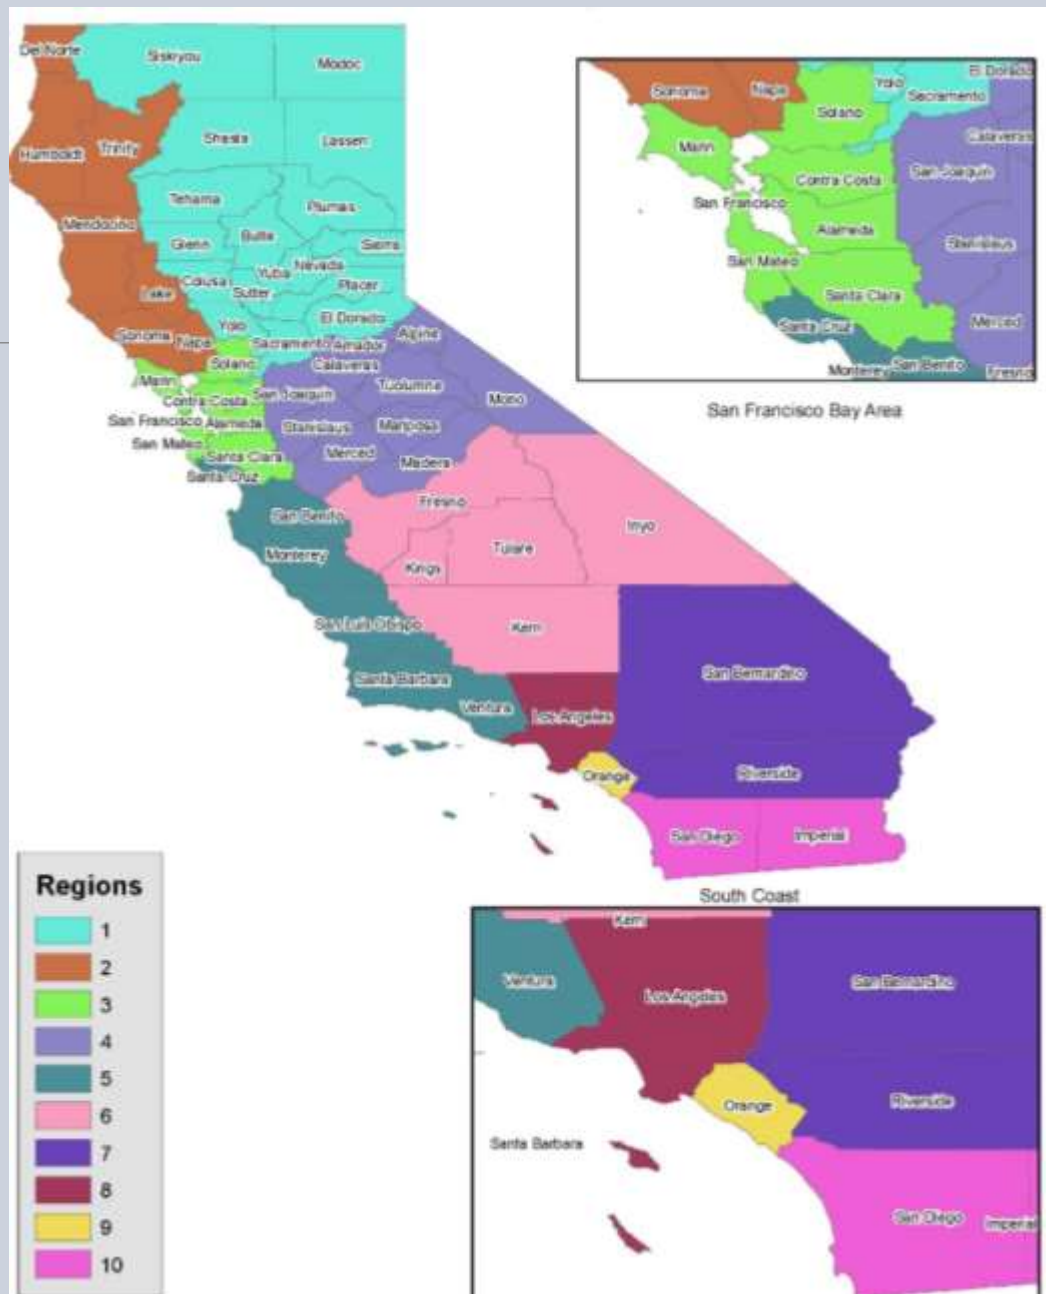 Del Norte
Siskiyou
Modoc
Humboldt
Trinity
Shasta
Lassen
Tehama
Plumas
Mendocino
Glenn
Butte
Sierra
Colusa
Yuba
Nevada
Placer
Lake
Sutter
El Dorado
Yolo
Sonoma
Napa
Sacramento
Amador
Alpine
Solano
Calaveras
Marin
San Joaquin
Tuolumne
Mono
Contra Costa
San Francisco
Alameda
Stanislaus
Mariposa
San Mateo
Santa Clara
Merced
Madera
Santa Cruz
Fresno
San Benito
Monterey
Inyo
Tulare
Kings
San Luis Obispo
Kern
Santa Barbara
Ventura
Los Angeles
San Bernardino
Orange
Riverside
San Diego
Imperial
Sonoma
Napa
Yolo
El Dorado
Sacramento
Solano
Marin
Calaveras
Contra Costa
San Joaquin
San Francisco
Alameda
Stanislaus
San Mateo
Santa Clara
Santa Cruz
Merced
Monterey
San Benito
Fresno
San Francisco Bay Area
Regions
1
2
3
4
5
6
7
8
9
10
South Coast
Kern
Ventura
Los Angeles
San Bernardino
Orange
Riverside
Santa Barbara
San Diego
Imperial